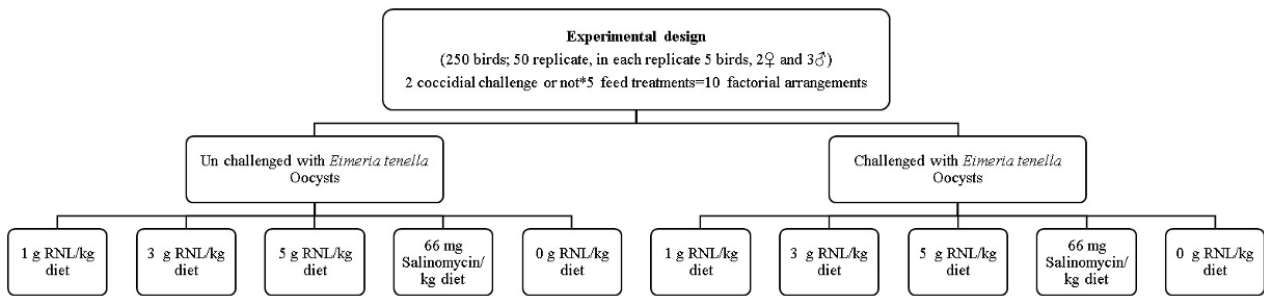 Experimental design
(250 birds; 50 replicate, in each replicate 5 birds, 2♀ and 3♂)
2 coccidial challenge or not*5 feed treatments=10 factorial arrangements
Un challenged with Eimeria tenella
Oocysts
Challenged with Eimeria tenella
Oocysts
1 g RNL/kg
diet
3 g RNL/kg
diet
5 g RNL/kg
diet
66 mg
Salinomycin/
kg diet
0 g RNL/kg
diet
1 g RNL/kg
diet
3 g RNL/kg
diet
5 g RNL/kg
diet
66 mg
Salinomycin/
kg diet
0 g RNL/kg
diet